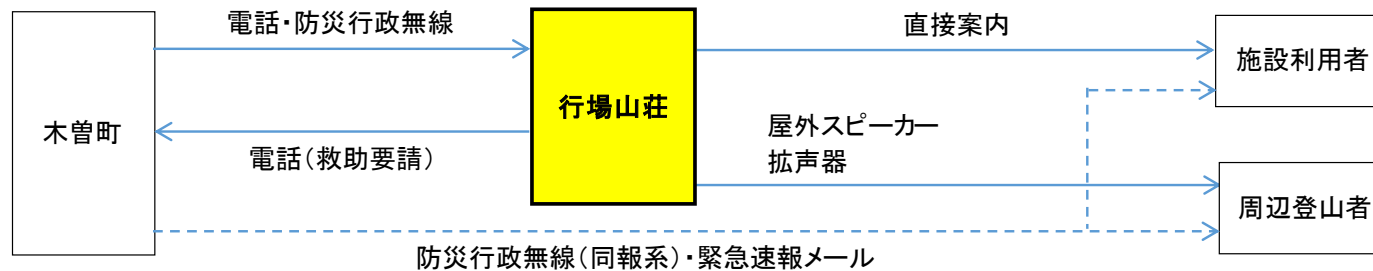 電話・防災行政無線
直接案内
木曽町
行場山荘
施設利用者
電話(救助要請)
屋外スピーカー
拡声器
周辺登山者
防災行政無線(同報系)・緊急速報メール